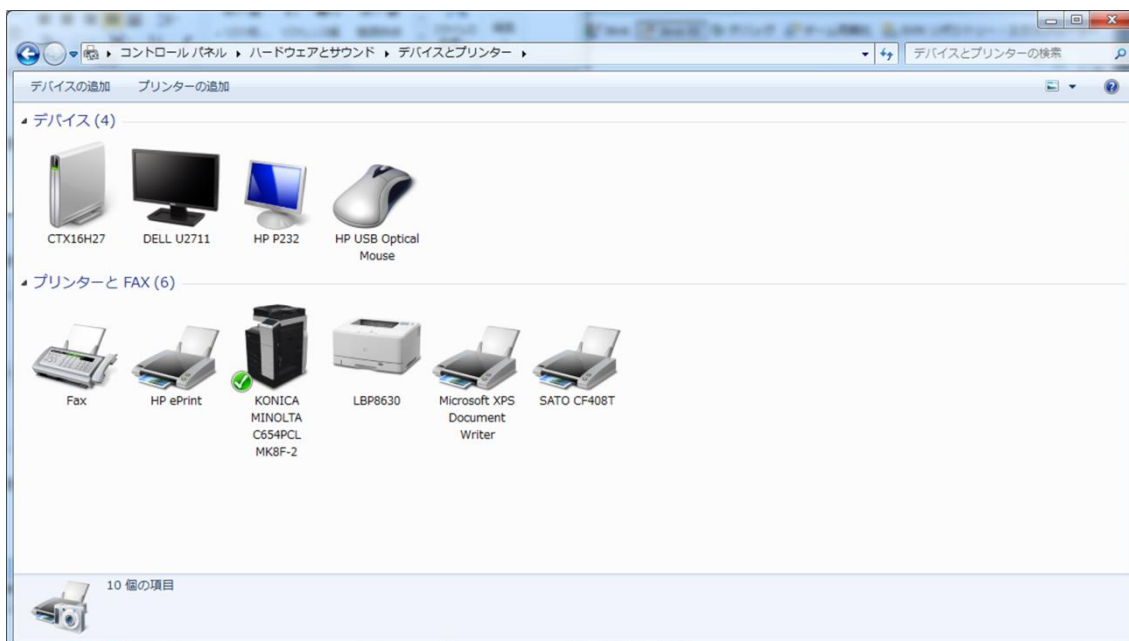 コントロール パネル ▸ ハードウェアとサウンド ▸ デバイスとプリンター ▸
デバイスとプリンターの検索
デバイスの追加 プリンターの追加
デバイス (4)
CTX16H27
DELL U2711
HP P232
HP USB Optical
Mouse
プリンターと FAX (6)
Fax
HP ePrint
KONICA
MINOLTA
C654PCL
MK8F-2
LBP8630
Microsoft XPS
Document
Writer
SATO CF408T
10 個の項目